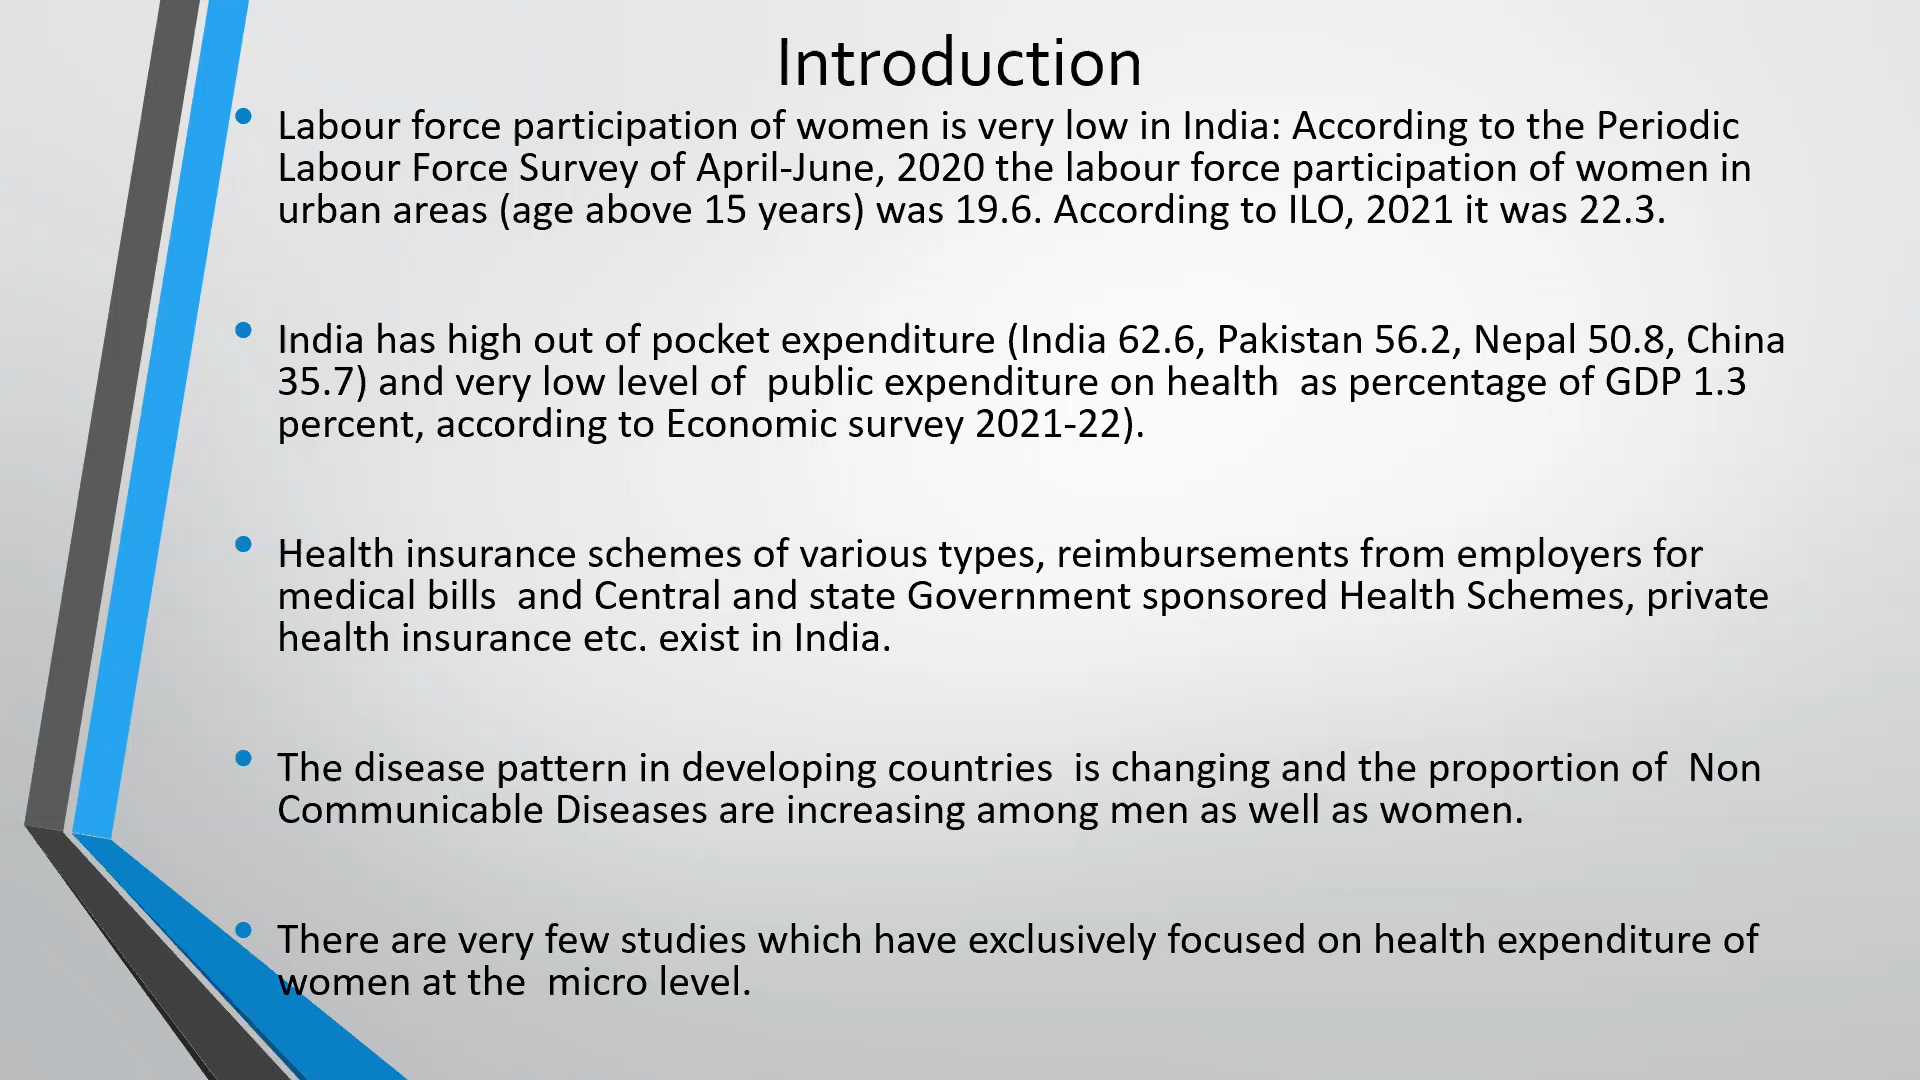 Introduction
• Labour force participation of women is very low in India: According to the Periodic
Labour Force Survey of April-June, 2020 the labour force participation of women in
urban areas (age above 15 years) was 19.6. According to ILO, 2021 it was 22.3.
• India has high out of pocket expenditure (India 62.6, Pakistan 56.2, Nepal 50.8, China
35.7) and very low level of  public expenditure on health  as percentage of GDP 1.3
percent, according to Economic survey 2021-22).
• Health insurance schemes of various types, reimbursements from employers for
medical bills  and Central and state Government sponsored Health Schemes, private
health insurance etc. exist in India.
• The disease pattern in developing countries  is changing and the proportion of  Non
Communicable Diseases are increasing among men as well as women.
• There are very few studies which have exclusively focused on health expenditure of
women at the  micro level.